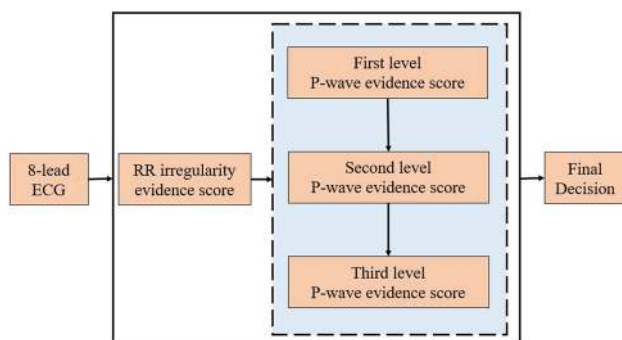 8-lead
ECG
RR irregularity
evidence score
First level
P-wave evidence score
Second level
P-wave evidence score
Third level
P-wave evidence score
Final
Decision